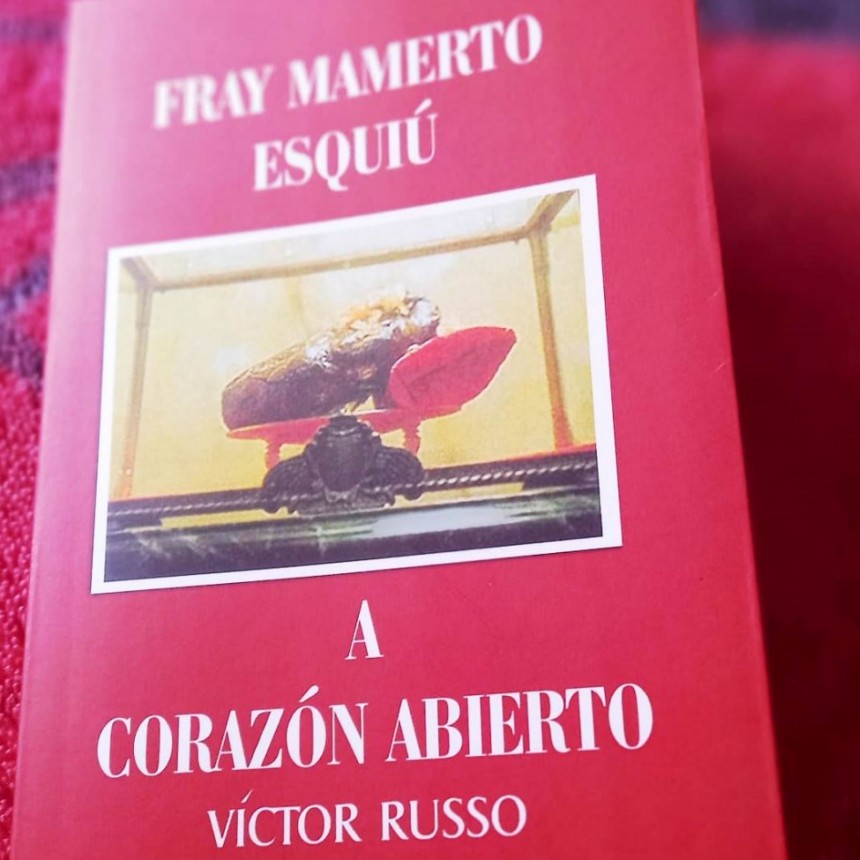 FRAY MAMERTO
ESQUIÚ
A
CORAZÓN ABIERTO
VÍCTOR RUSSO